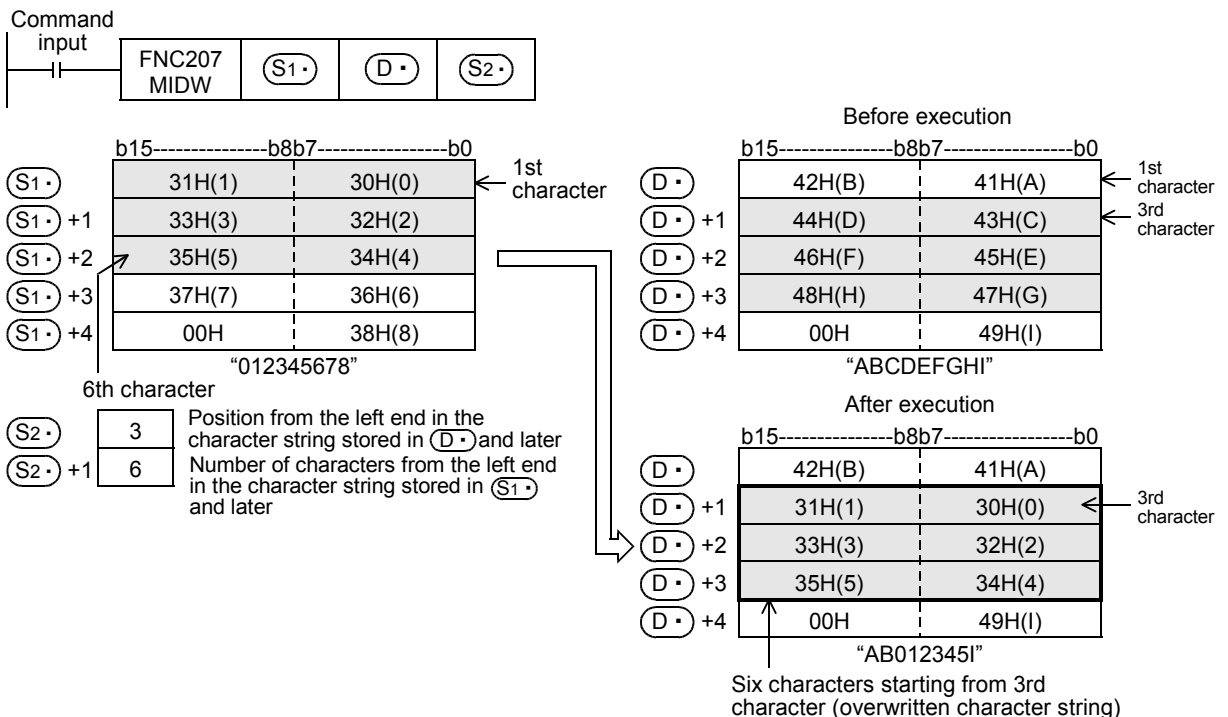 Command
input
FNC207
MIDW
S1· D· S2·
b15----------------b8b7------------------b0
S1· 31H(1) 30H(0)
1st
character
S1· +1 33H(3) 32H(2)
S1· +2 35H(5) 34H(4)
S1· +3 37H(7) 36H(6)
S1· +4 00H 38H(8)
“012345678”
6th character
S2· 3 Position from the left end in the
character string stored in D· and later
S2· +1 6 Number of characters from the left end
in the character string stored in S1·
and later
Before execution
b15----------------b8b7------------------b0
D· 42H(B) 41H(A)
1st
character
D· +1 44H(D) 43H(C)
3rd
character
D· +2 46H(F) 45H(E)
D· +3 48H(H) 47H(G)
D· +4 00H 49H(I)
“ABCDEFGHI”
After execution
b15----------------b8b7------------------b0
D· 42H(B) 41H(A)
D· +1 31H(1) 30H(0)
3rd
character
D· +2 33H(3) 32H(2)
D· +3 35H(5) 34H(4)
D· +4 00H 49H(I)
“AB012345I”
Six characters starting from 3rd
character (overwritten character string)